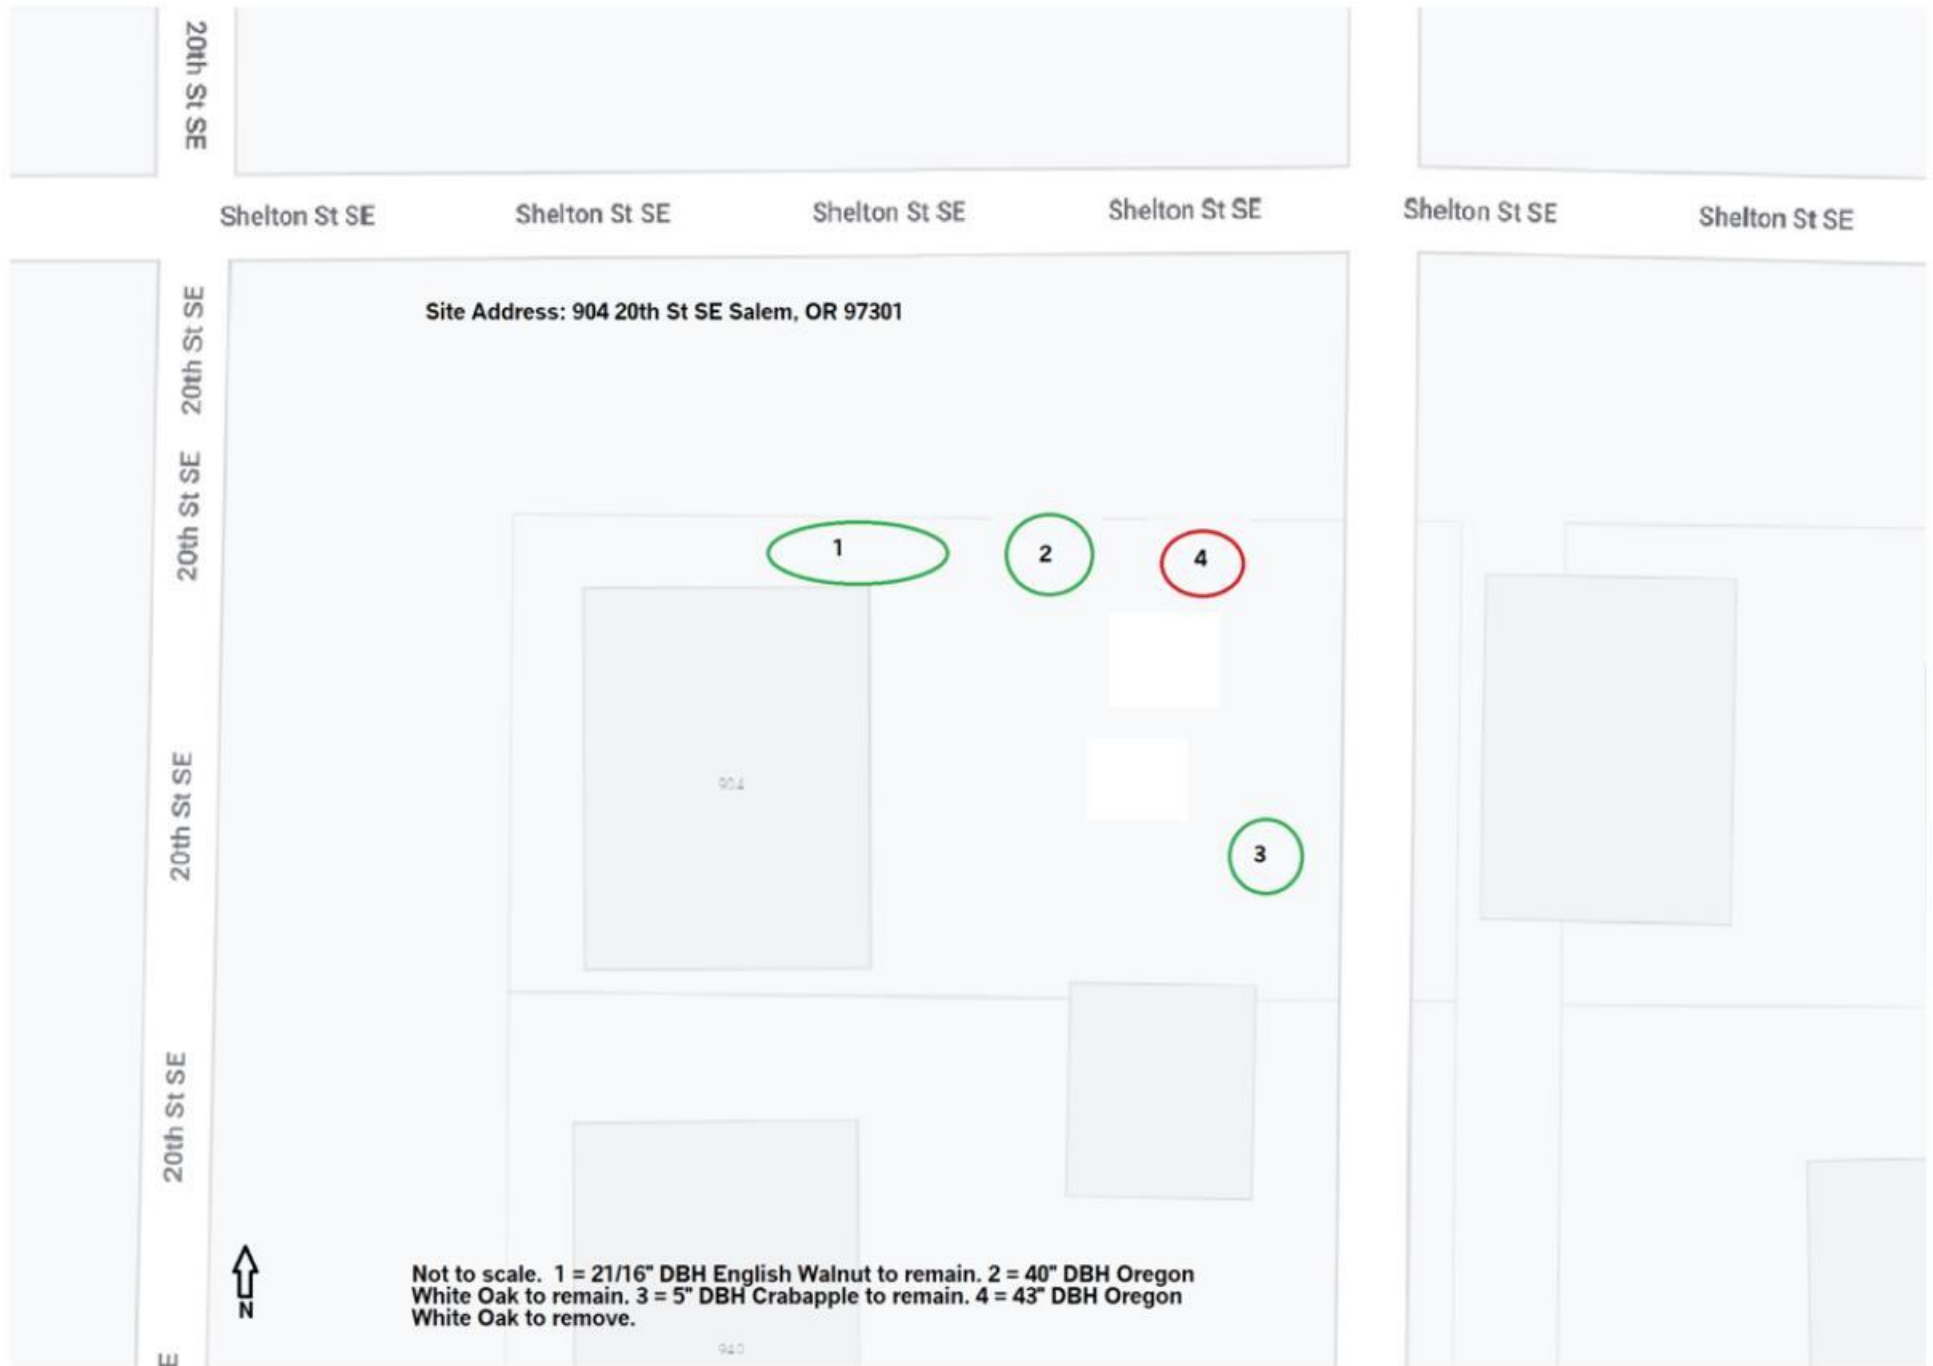 20th St SE
Shelton St SE Shelton St SE Shelton St SE Shelton St SE Shelton St SE Shelton St SE
20th St SE
Site Address: 904 20th St SE Salem, OR 97301
20th St SE
1
2
4
904
20th St SE
3
20th St SE
N
Not to scale. 1 = 21/16" DBH English Walnut to remain. 2 = 40" DBH Oregon
White Oak to remain. 3 = 5" DBH Crabapple to remain. 4 = 43" DBH Oregon
White Oak to remove.
940
E